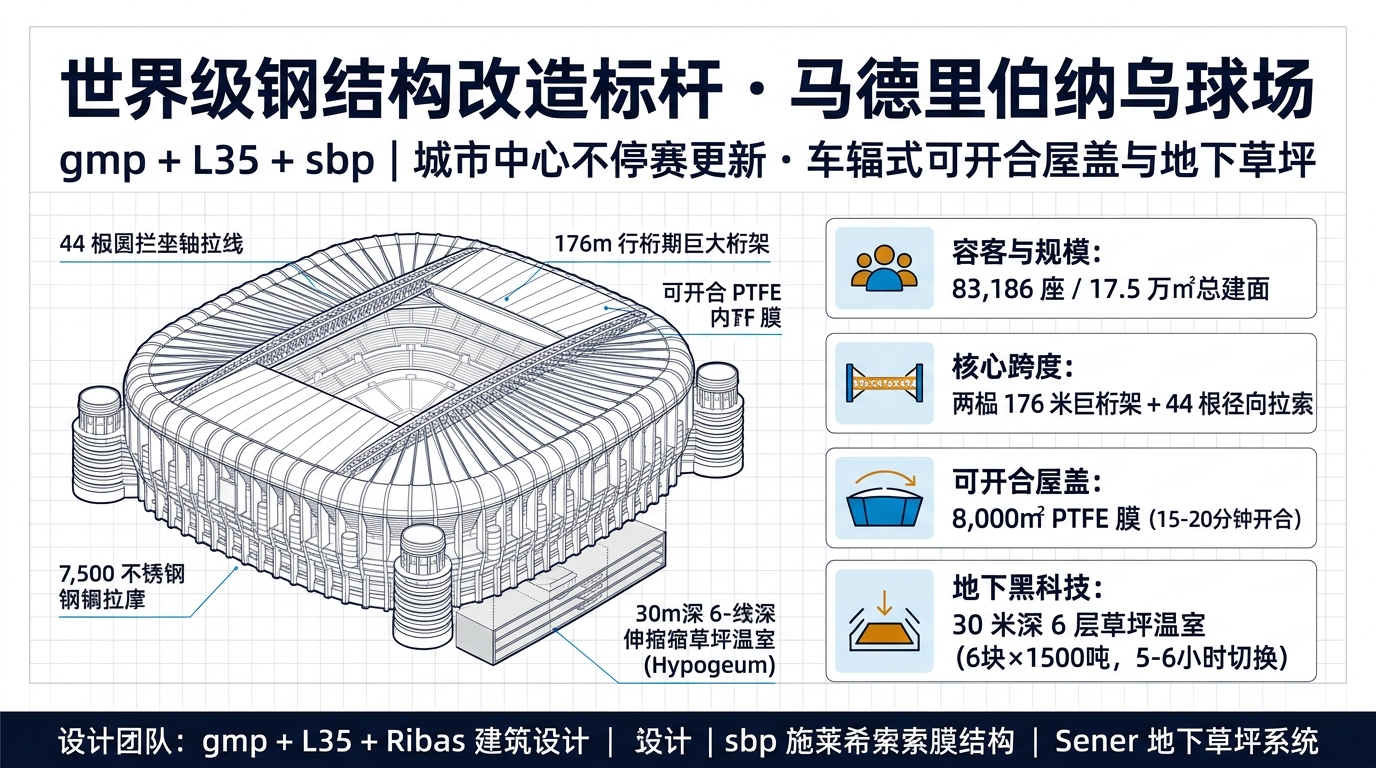 世界级钢结构改造标杆·马德里伯纳乌球场
gmp + L35 + sbp | 城市中心不停赛更新·车辐式可开合屋盖与地下草坪
44 根圆拦坐轴拉线
176m 行桁期巨大桁架
可开合 PTFE
内 膜
7,500 不锈钢
钢 拉
30m深 6-线深
伸缩缩草坪温室
(Hypogeum)
容客与规模：
83,186 座 / 17.5 万㎡总建面
核心跨度：
两榀 176 米巨桁架 + 44 根径向拉索
可开合屋盖：
8,000㎡ PTFE 膜 (15-20分钟开合)
地下黑科技：
30 米深 6 层草坪温室
(6块×1500吨，5-6小时切换)
设计团队：gmp + L35 + Ribas 建筑设计 | 设计 | sbp 施莱希索索膜结构 | Sener 地下草坪系统